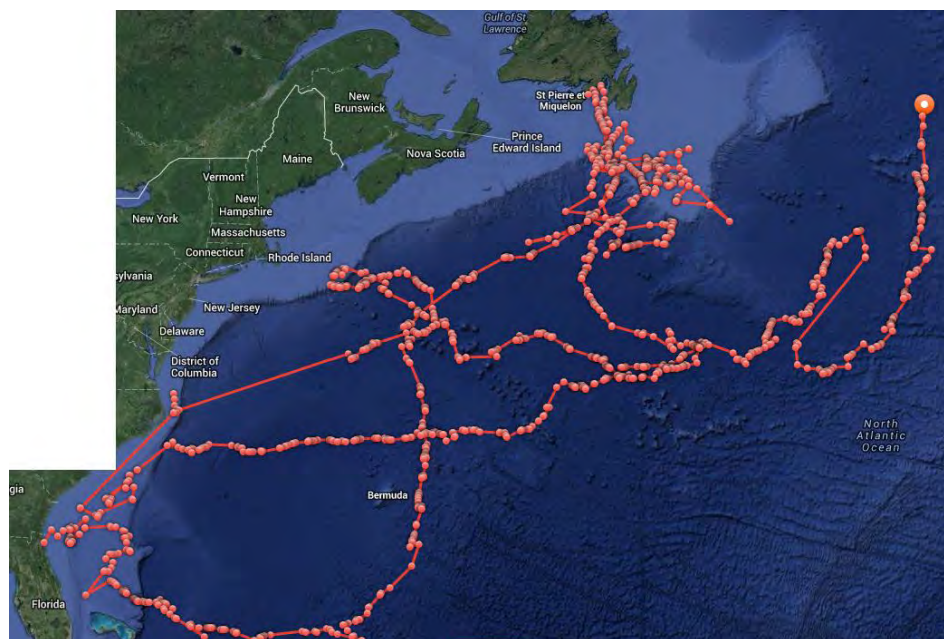 Gulf of St
Lawrence
St Pierre et
Miquelon
New
Brunswick
Prince
Edward Island
Nova Scotia
Maine
Vermont
New
Hampshire
New York
Massachusetts
Connecticut
Rhode Island
sylvania
New Jersey
Maryland
Delaware
District of
Columbia
North
Atlantic
Ocean
gia
Bermuda
Florida